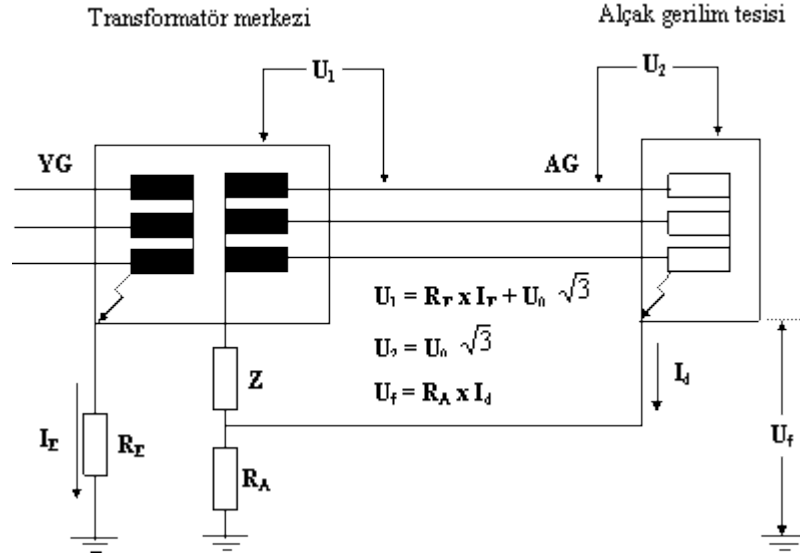 Transformatör merkezi
Alçak gerilim tesisi
U₁
U₂
YG
AG
U₁ = R_E x I_E + U₀ √3
U₂ = U₀ √3
U_f = R_A x I_d
Z
I_d
I_E
R_E
R_A
U_f